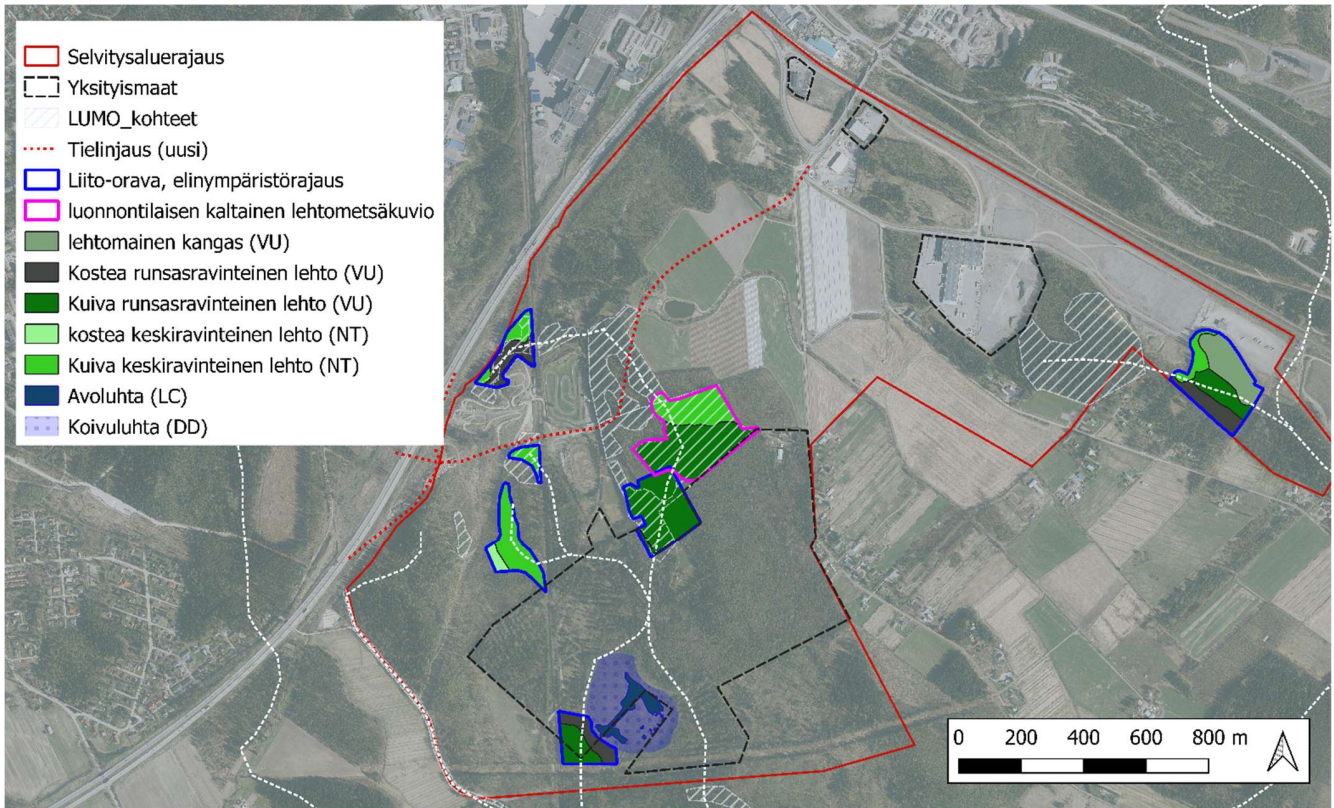 Selvitysaluerajaus
Yksityismaat
LUMO_kohteet
Tielinjaus (uusi)
Liito-orava, elinympäristörajaus
luonnontilaisen kaltainen lehtometsäkuvio
lehtomainen kangas (VU)
Kostea runsasravinteinen lehto (VU)
Kuiva runsasravinteinen lehto (VU)
kostea keskiravinteinen lehto (NT)
Kuiva keskiravinteinen lehto (NT)
Avoluhta (LC)
Koivuluhta (DD)
0 200 400 600 800 m